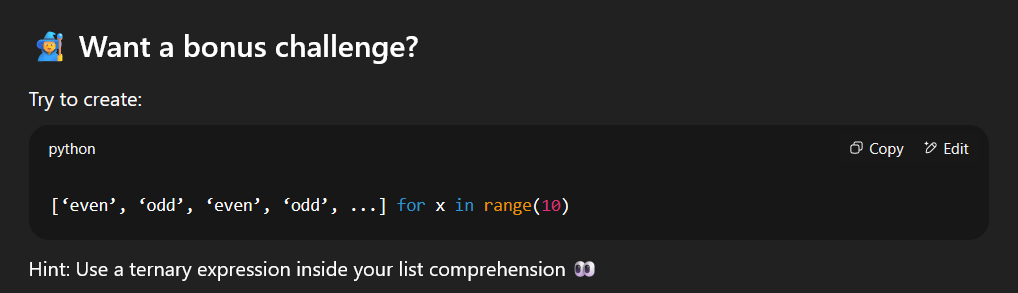 Want a bonus challenge?
Try to create:
python
Copy
Edit
[‘even’, ‘odd’, ‘even’, ‘odd’, ...] for x in range(10)
Hint: Use a ternary expression inside your list comprehension 👀